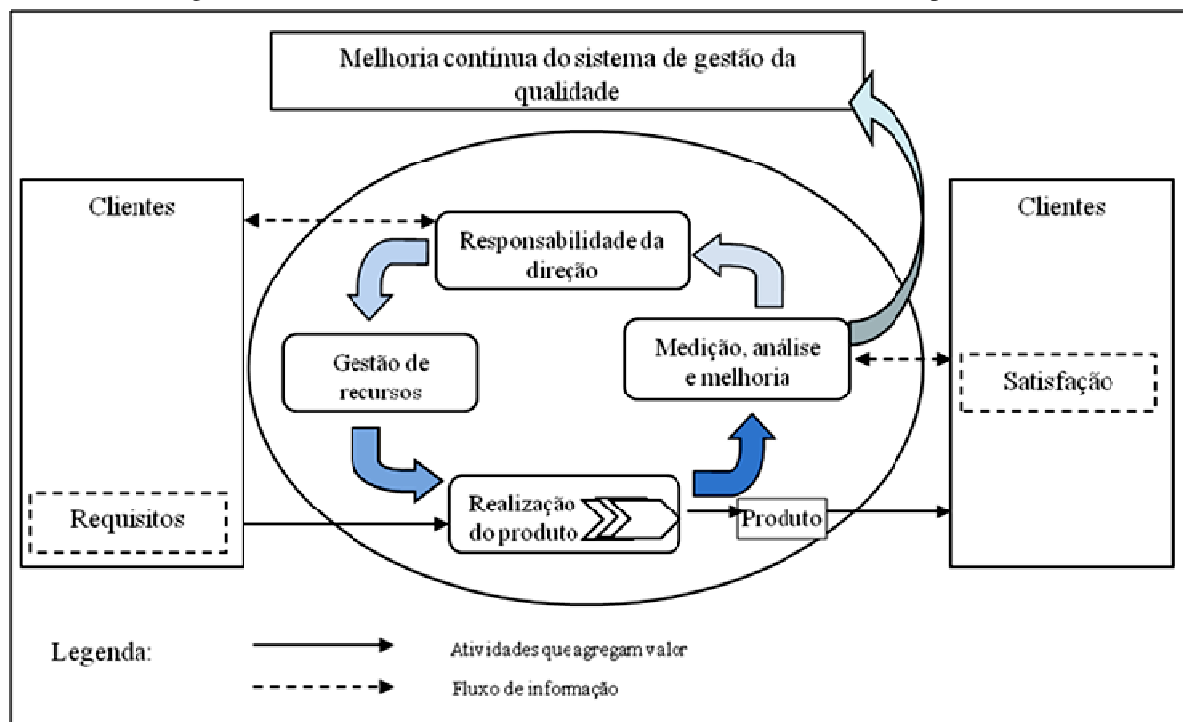 Melhoria contínua do sistema de gestão da
qualidade
Clientes
Responsabilidade da
direção
Clientes
Gestão de
recursos
Medição, análise
e melhoria
Satisfação
Requisitos
Realização
do produto
Produto
Legenda:
Atividades que agregam valor
Fluxo de informação